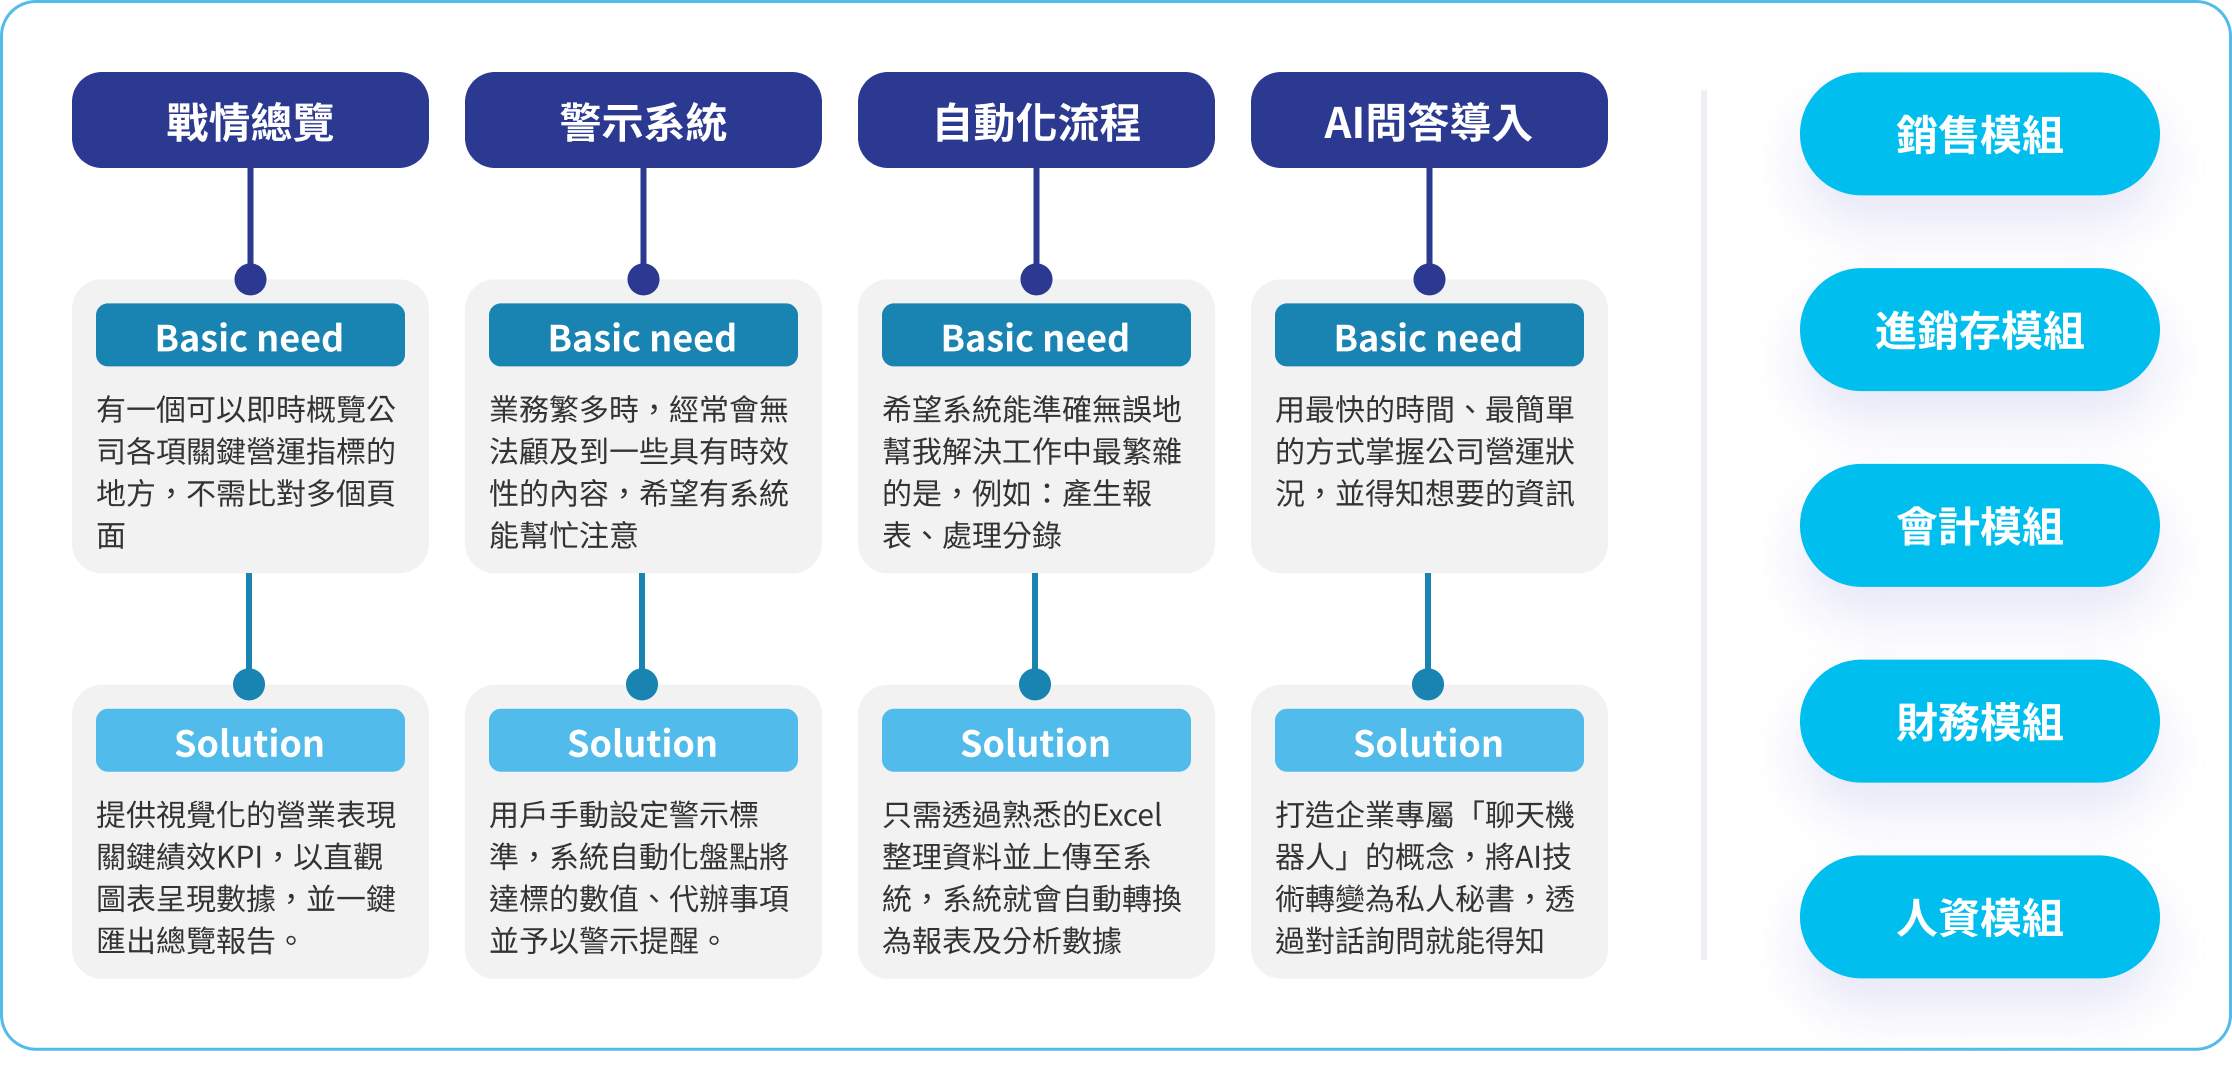 戰情總覽
Basic need
有一個可以即時概覽公
司各項關鍵營運指標的
地方，不需比對多個頁
面
Solution
提供視覺化的營業表現
關鍵績效KPI，以直觀
圖表呈現數據，並一鍵
匯出總覽報告。
警示系統
Basic need
業務繁多時，經常會無
法顧及到一些具有時效
性的內容，希望有系統
能幫忙注意
Solution
用戶手動設定警示標
準，系統自動化盤點將
達標的數值、代辦事項
並予以警示提醒。
自動化流程
Basic need
希望系統能準確無誤地
幫我解決工作中最繁雜
的是，例如：產生報
表、處理分錄
Solution
只需透過熟悉的Excel
整理資料並上傳至系
統，系統就會自動轉換
為報表及分析數據
AI問答導入
Basic need
用最快的時間、最簡單
的方式掌握公司營運狀
況，並得知想要的資訊
Solution
打造企業專屬「聊天機
器人」的概念，將AI技
術轉變為私人秘書，透
過對話詢問就能得知
銷售模組
進銷存模組
會計模組
財務模組
人資模組